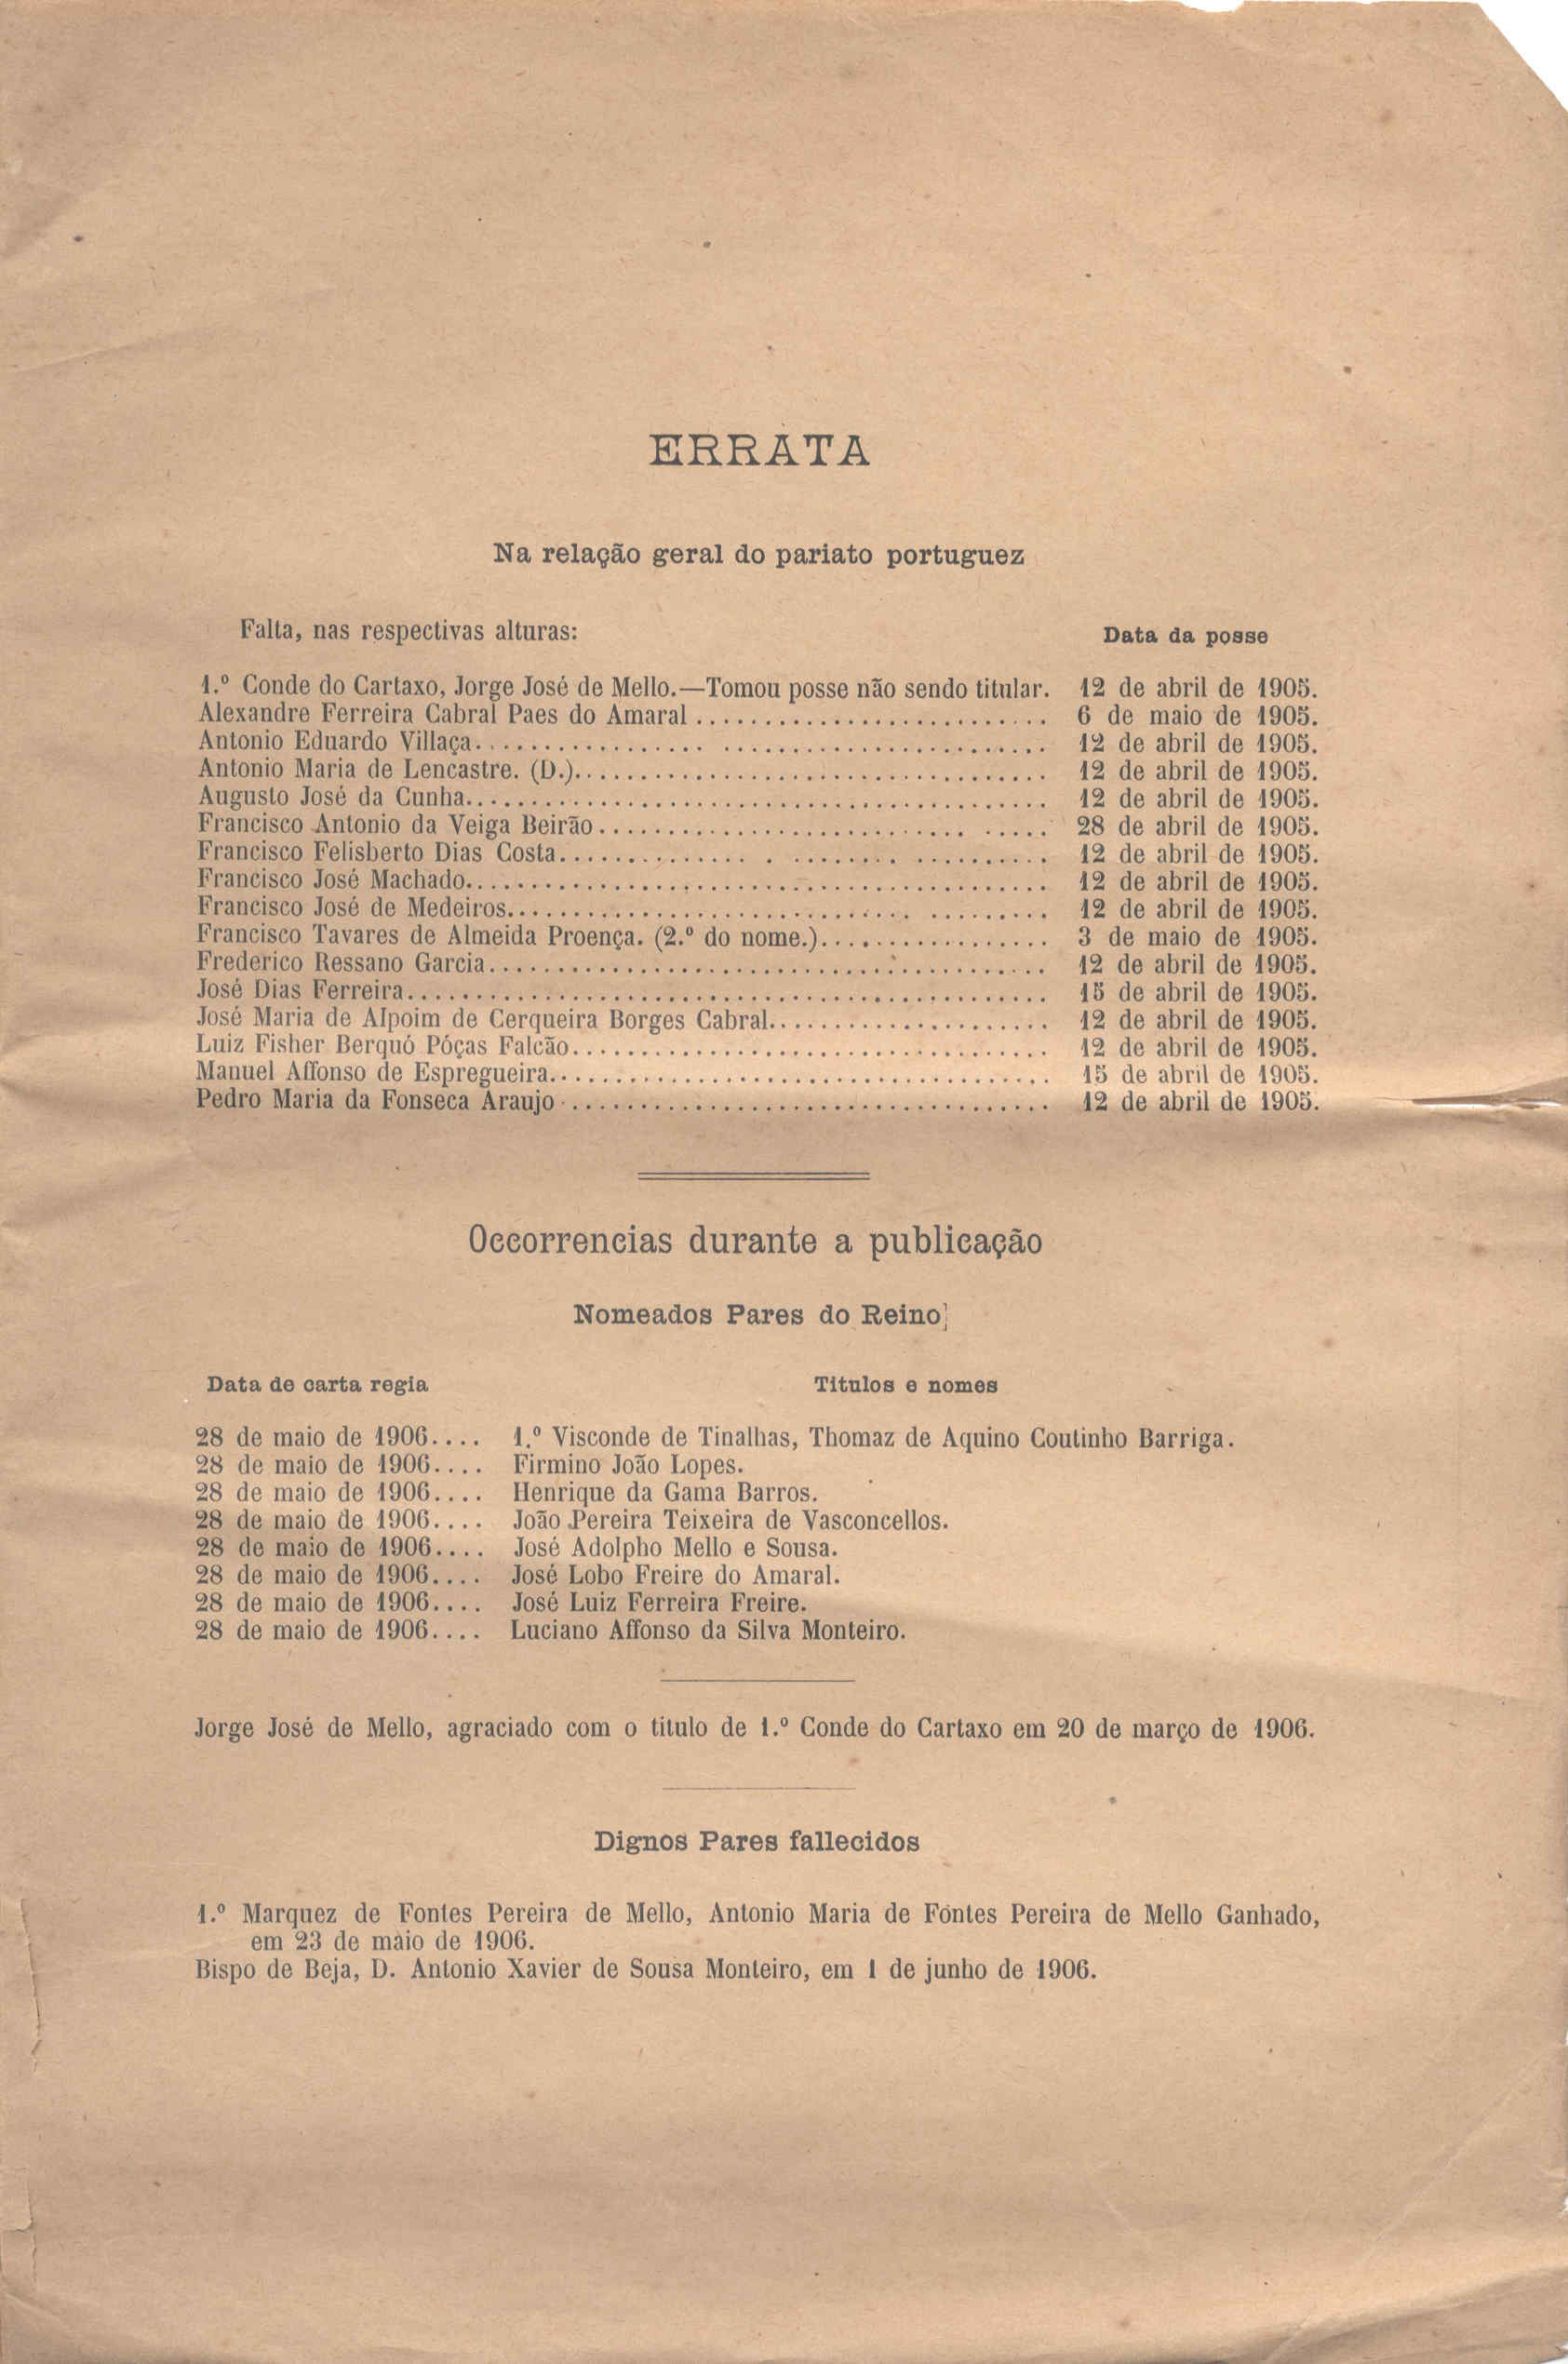 ERRATA
Na relação geral do pariato portuguez
Falta, nas respectivas alturas: Data da posse
1.º Conde do Cartaxo, Jorge José de Mello.—Tomou posse não sendo titular. 12 de abril de 1905.
Alexandre Ferreira Cabral Paes do Amaral .......................... 6 de maio de 1905.
Antonio Eduardo Villaça.......................................... 12 de abril de 1905.
Antonio Maria de Lencastre. (D.)................................... 12 de abril de 1905.
Augusto José da Cunha........................................... 12 de abril de 1905.
Francisco Antonio da Veiga Beirão................................. 28 de abril de 1905.
Francisco Felisberto Dias Costa.................................... 12 de abril de 1905.
Francisco José Machado........................................... 12 de abril de 1905.
Francisco José de Medeiros........................................ 12 de abril de 1905.
Francisco Tavares de Almeida Proença. (2.º do nome.)................. 3 de maio de 1905.
Frederico Ressano Garcia......................................... 12 de abril de 1905.
José Dias Ferreira............................................... 15 de abril de 1905.
José Maria de Alpoim de Cerqueira Borges Cabral..................... 12 de abril de 1905.
Luiz Fisher Berquó Póças Falcão................................... 12 de abril de 1905.
Manuel Affonso de Espregueira..................................... 15 de abril de 1905.
Pedro Maria da Fonseca Araujo .................................... 12 de abril de 1905.
Occorrencias durante a publicação
Nomeados Pares do Reino
Data de carta regia Titulos e nomes
28 de maio de 1906.... 1.º Visconde de Tinalhas, Thomaz de Aquino Coutinho Barriga.
28 de maio de 1906.... Firmino João Lopes.
28 de maio de 1906.... Henrique da Gama Barros.
28 de maio de 1906.... João Pereira Teixeira de Vasconcellos.
28 de maio de 1906.... José Adolpho Mello e Sousa.
28 de maio de 1906.... José Lobo Freire do Amaral.
28 de maio de 1906.... José Luiz Ferreira Freire.
28 de maio de 1906.... Luciano Affonso da Silva Monteiro.
Jorge José de Mello, agraciado com o titulo de 1.º Conde do Cartaxo em 20 de março de 1906.
Dignos Pares fallecidos
1.º Marquez de Fontes Pereira de Mello, Antonio Maria de Fontes Pereira de Mello Ganhado,
em 23 de maio de 1906.
Bispo de Beja, D. Antonio Xavier de Sousa Monteiro, em 1 de junho de 1906.